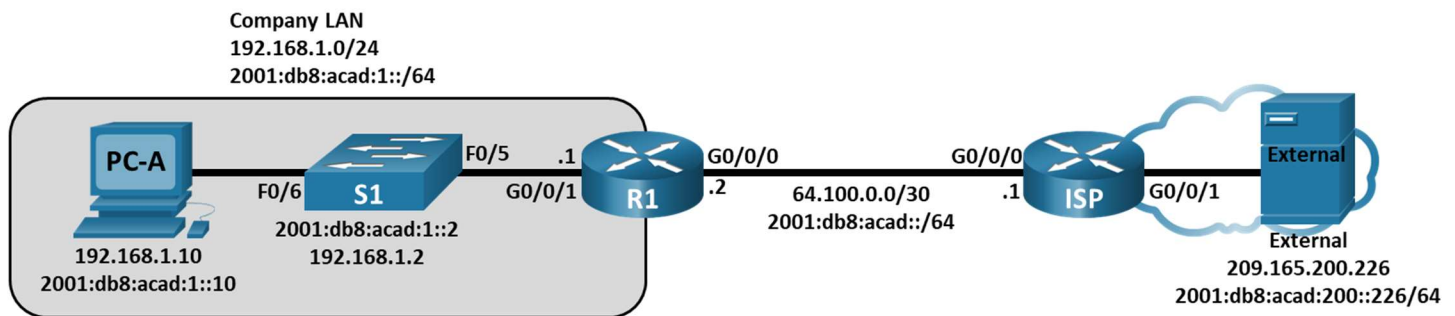 Company LAN
192.168.1.0/24
2001:db8:acad:1::/64
PC-A
F0/6
S1
F0/5
2001:db8:acad:1::2
192.168.1.2
192.168.1.10
2001:db8:acad:1::10
.1
G0/0/1
R1
G0/0/0
.2
64.100.0.0/30
2001:db8:acad::/64
G0/0/0
.1
ISP
G0/0/1
External
External
209.165.200.226
2001:db8:acad:200::226/64